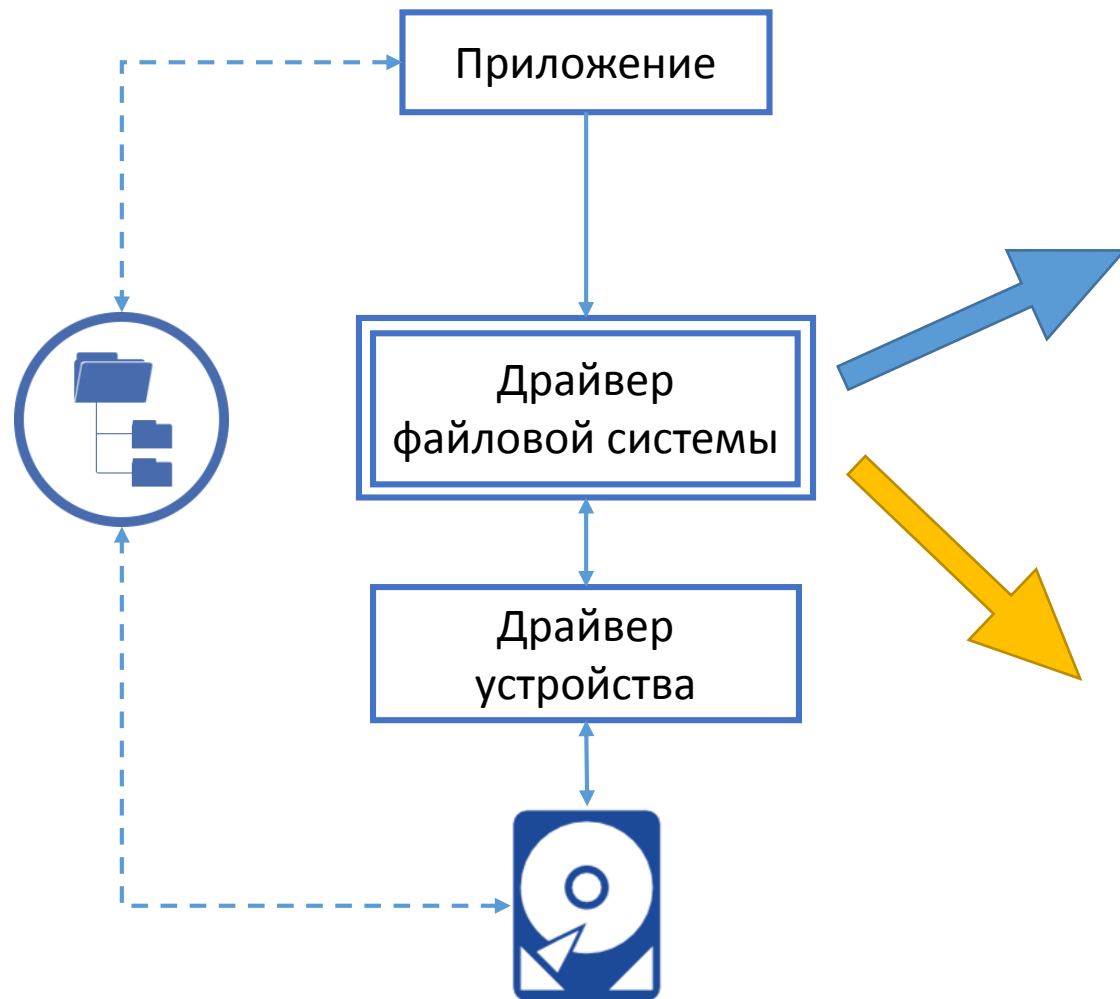 Приложение
Драйвер
файловой системы
Драйвер
устройства